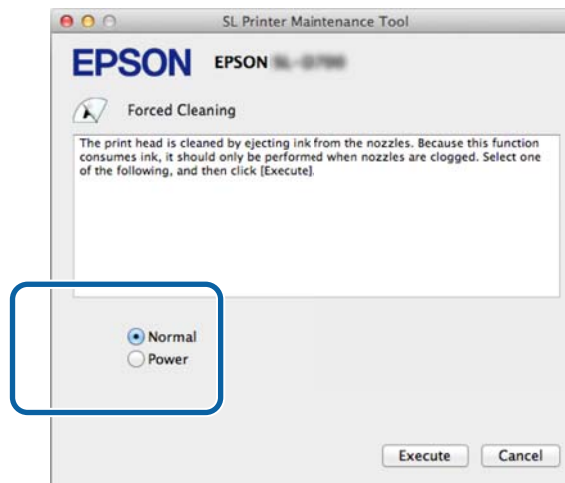 SL Printer Maintenance Tool
EPSON EPSON
Forced Cleaning
The print head is cleaned by ejecting ink from the nozzles. Because this function
consumes ink, it should only be performed when nozzles are clogged. Select one
of the following, and then click [Execute].
Normal
Power
Execute Cancel